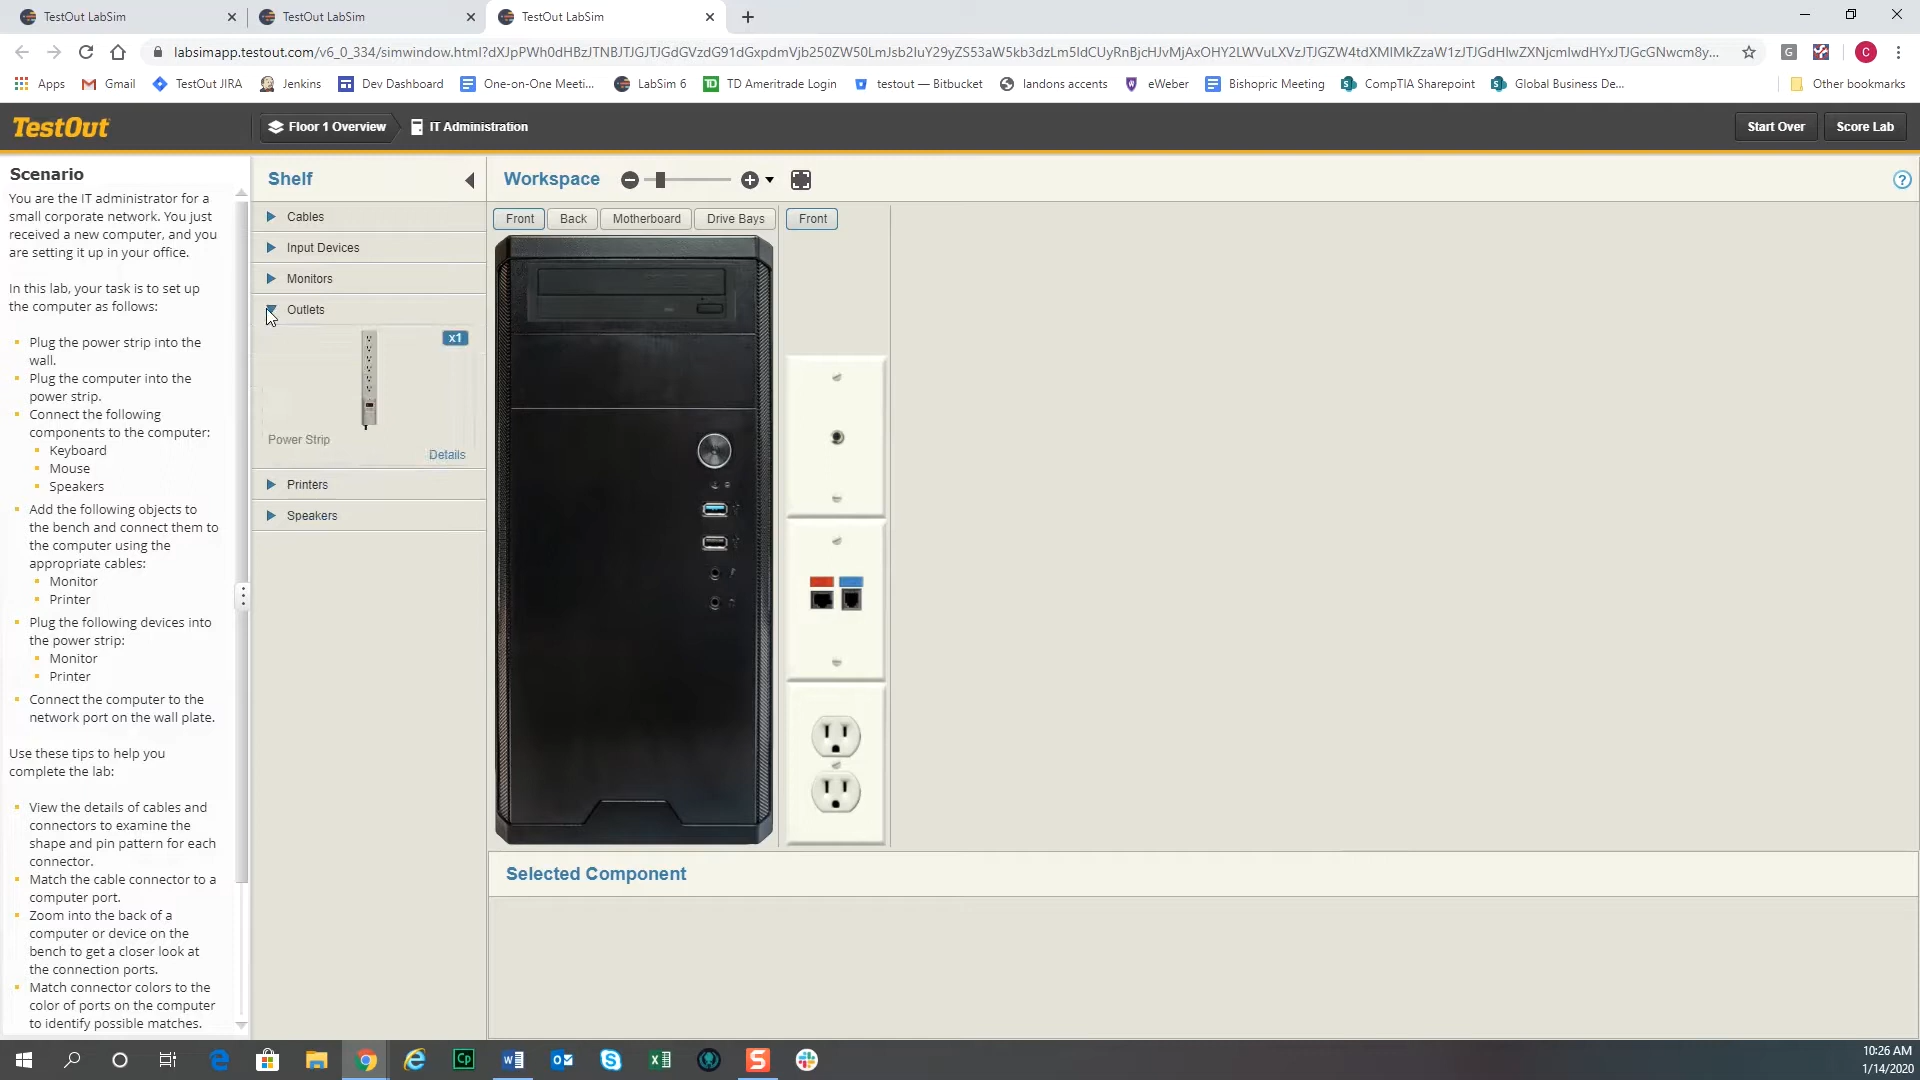 TestOut LabSim
TestOut LabSim
TestOut LabSim
labsimapp.testout.com/v6_0_334/simwindow.html?
Apps
Gmail
TestOut JIRA
Jenkins
Dev Dashboard
One-on-One Meeti...
LabSim 6
TD Ameritrade Login
testout — Bitbucket
landons accents
eWeber
Bishopric Meeting
CompTIA Sharepoint
Global Business De...
Other bookmarks
TestOut
Floor 1 Overview
IT Administration
Start Over
Score Lab
Scenario
You are the IT administrator for a
small corporate network. You just
received a new computer, and you
are setting it up in your office.
In this lab, your task is to set up
the computer as follows:
Plug the power strip into the
wall.
Plug the computer into the
power strip.
Connect the following
components to the computer:
Keyboard
Mouse
Speakers
Add the following objects to
the bench and connect them to
the computer using the
appropriate cables:
Monitor
Printer
Plug the following devices into
the power strip:
Monitor
Printer
Connect the computer to the
network port on the wall plate.
Use these tips to help you
complete the lab:
View the details of cables and
connectors to examine the
shape and pin pattern for each
connector.
Match the cable connector to a
computer port.
Zoom into the back of a
computer or device on the
bench to get a closer look at
the connection ports.
Match connector colors to the
color of ports on the computer
to identify possible matches.
Shelf
Cables
Input Devices
Monitors
Outlets
x1
Power Strip
Details
Printers
Speakers
Workspace
Front
Back
Motherboard
Drive Bays
Front
Selected Component
10:26 AM
1/14/2020